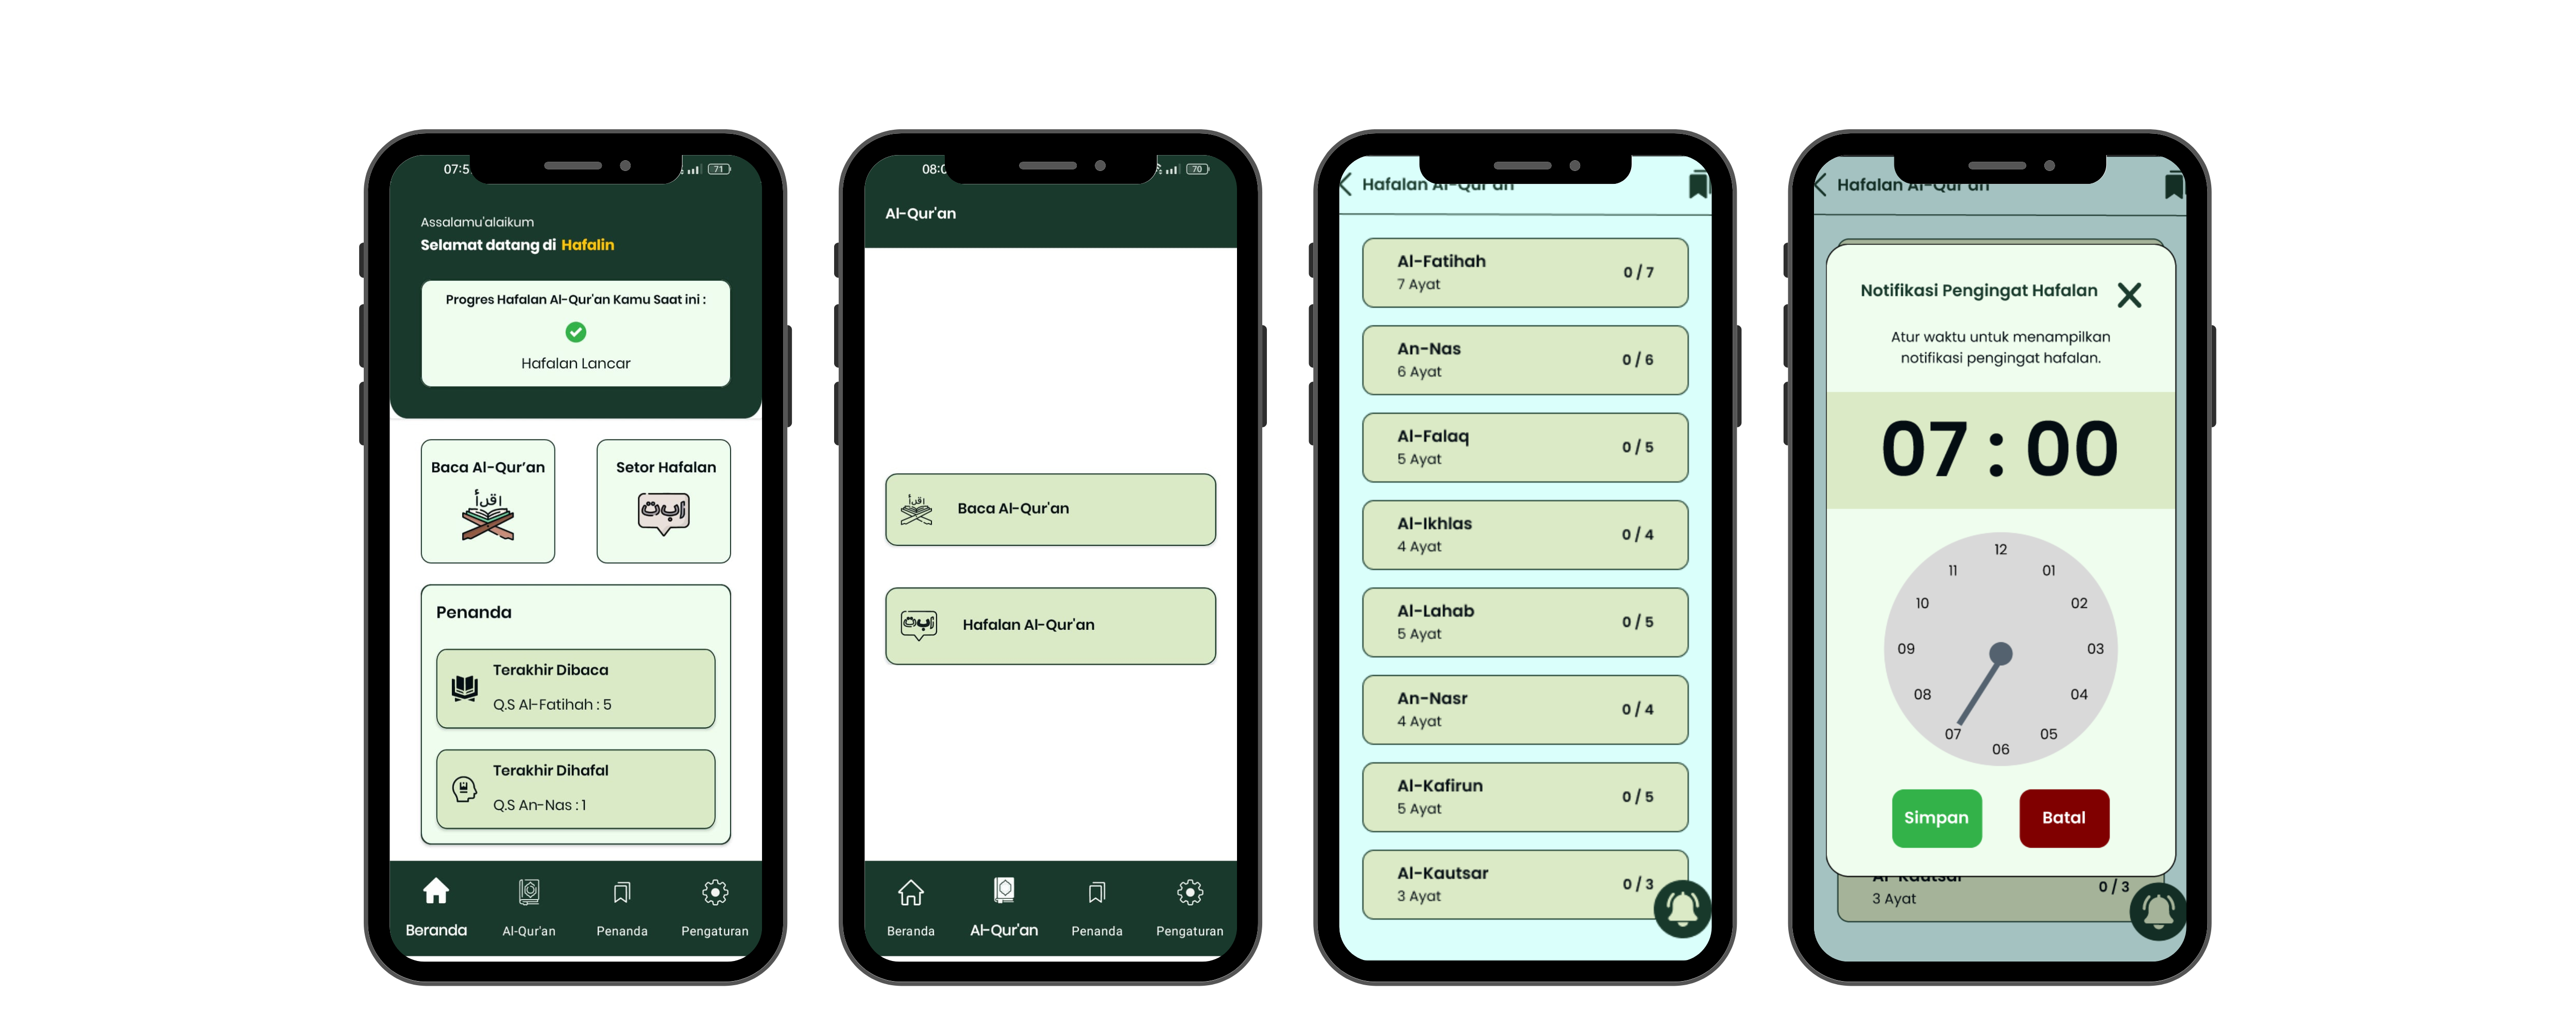 07:5
71
Assalamu'alaikum
Selamat datang di Hafalin
Progres Hafalan Al-Qur'an Kamu Saat ini :
Hafalan Lancar
Baca Al-Qur'an
Setor Hafalan
اقرأ
أب ت
Penanda
Terakhir Dibaca
Q.S Al-Fatihah : 5
Terakhir Dihafal
Q.S An-Nas : 1
Beranda
Al-Qur'an
Penanda
Pengaturan
08:0
70
Al-Qur'an
اقرأ
Baca Al-Qur'an
أب ت
Hafalan Al-Qur'an
Beranda
Al-Qur'an
Penanda
Pengaturan
Hafalan Al-Qur'an
Al-Fatihah
7 Ayat
0 / 7
An-Nas
6 Ayat
0 / 6
Al-Falaq
5 Ayat
0 / 5
Al-Ikhlas
4 Ayat
0 / 4
Al-Lahab
5 Ayat
0 / 5
An-Nasr
4 Ayat
0 / 4
Al-Kafirun
5 Ayat
0 / 5
Al-Kautsar
3 Ayat
0 / 3
Hafalan Al-Qur'an
Notifikasi Pengingat Hafalan
Atur waktu untuk menampilkan
notifikasi pengingat hafalan.
07 : 00
12
01
02
03
04
05
06
07
08
09
10
11
Simpan
Batal
Al-Kautsar
3 Ayat
0 / 3